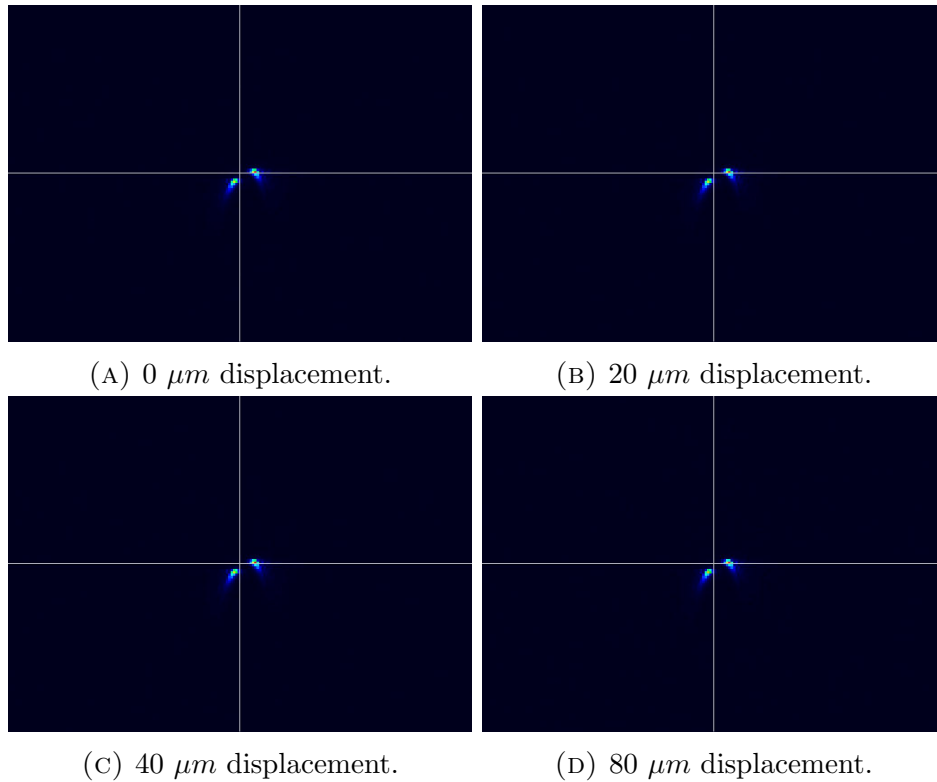 (A) 0 μm displacement.
(B) 20 μm displacement.
(C) 40 μm displacement.
(D) 80 μm displacement.